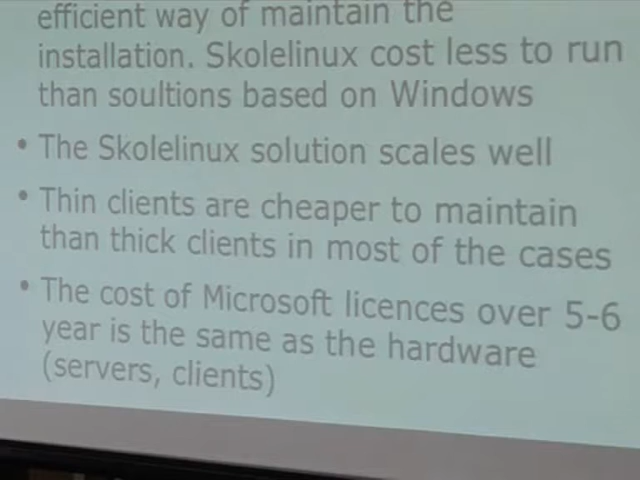 efficient way of maintain the
installation. Skolelinux cost less to run
than soultions based on Windows
• The Skolelinux solution scales well
• Thin clients are cheaper to maintain
than thick clients in most of the cases
• The cost of Microsoft licences over 5-6
year is the same as the hardware
(servers, clients)